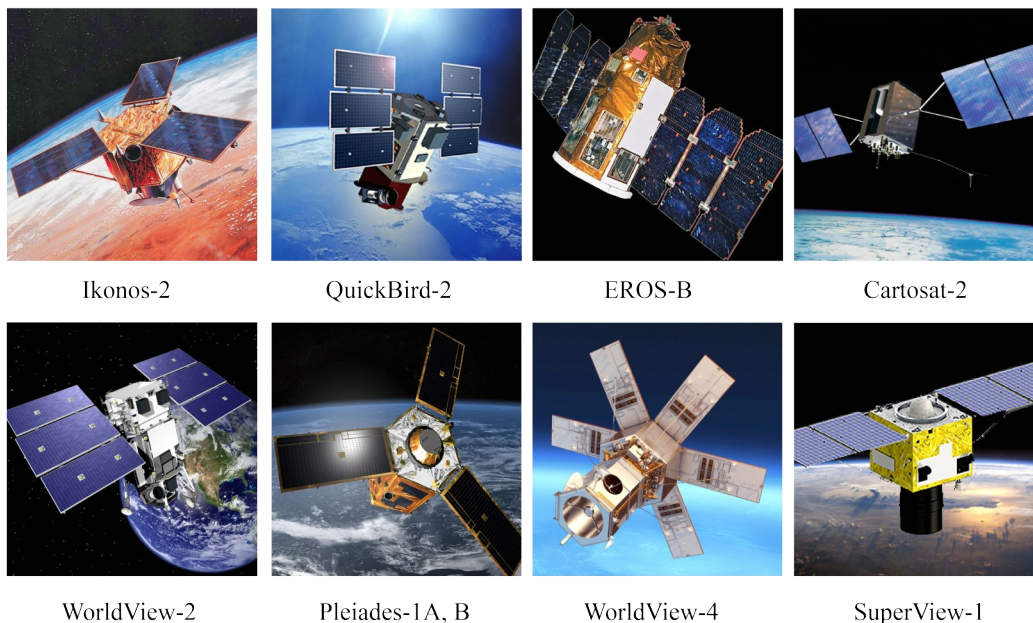 Ikonos-2
QuickBird-2
EROS-B
Cartosat-2
WorldView-2
Pleiades-1A, B
WorldView-4
SuperView-1